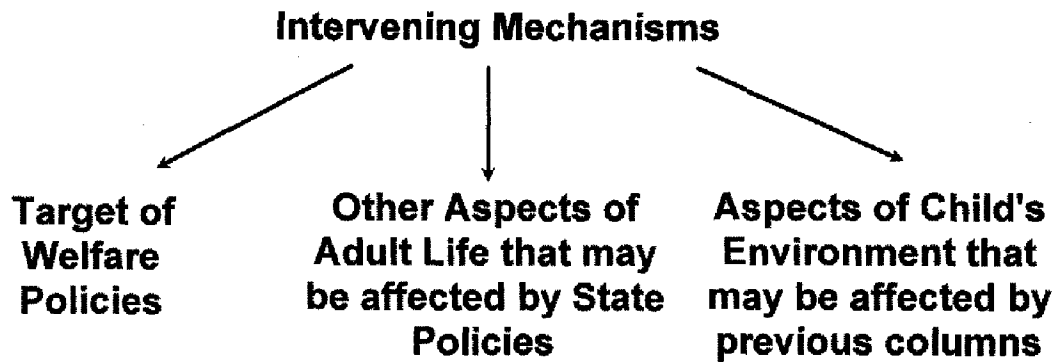 Intervening Mechanisms
Target of
Welfare
Policies
Other Aspects of
Adult Life that may
be affected by State
Policies
Aspects of Child's
Environment that
may be affected by
previous columns